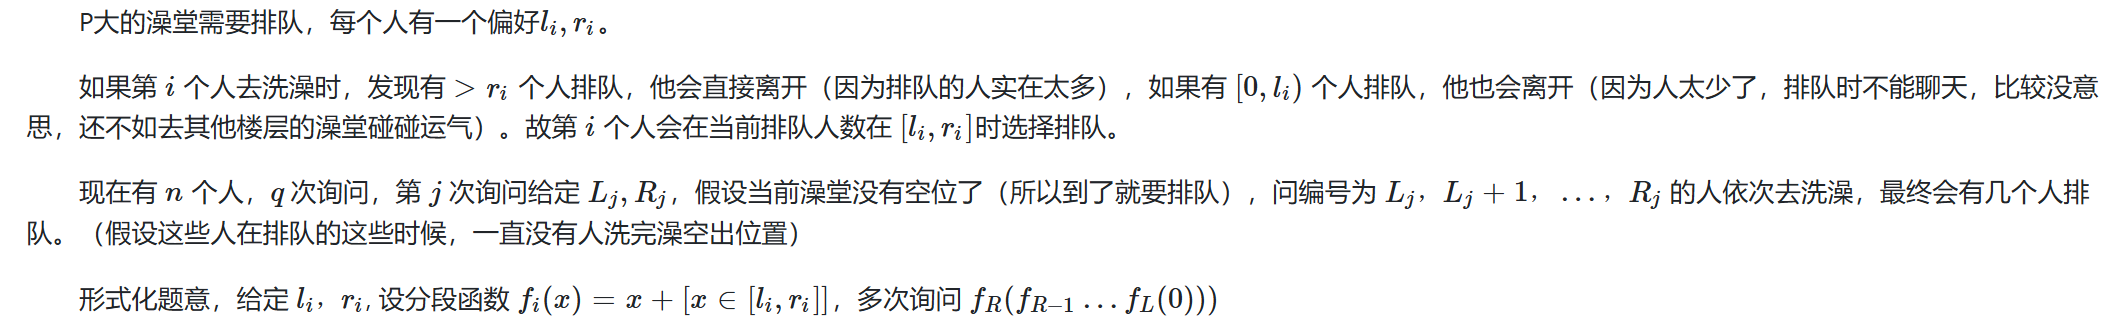 P大的澡堂需要排队，每个人有一个偏好$l_i, r_i$。
如果第 $i$ 个人去洗澡时，发现有 $> r_i$ 个人排队，他会直接离开（因为排队的人实在太多），如果有 $[0, l_i)$ 个人排队，他也会离开（因为人太少了，排队时不能聊天，比较没意
思，还不如去其他楼层的澡堂碰碰运气）。故第 $i$ 个人会在当前排队人数在 $[l_i, r_i]$时选择排队。
现在有 $n$ 个人，$q$ 次询问，第 $j$ 次询问给定 $L_j, R_j$，假设当前澡堂没有空位了（所以到了就要排队），问编号为 $L_j$，$L_j + 1$，$\ldots$，$R_j$ 的人依次去洗澡，最终会有几个人排
队。（假设这些人在排队的这些时候，一直没有人洗完澡空出位置）
形式化题意，给定 $l_i$，$r_i$, 设分段函数 $f_i(x) = x + [x \in [l_i, r_i]]$，多次询问 $f_R(f_{R-1} \ldots f_L(0)))$